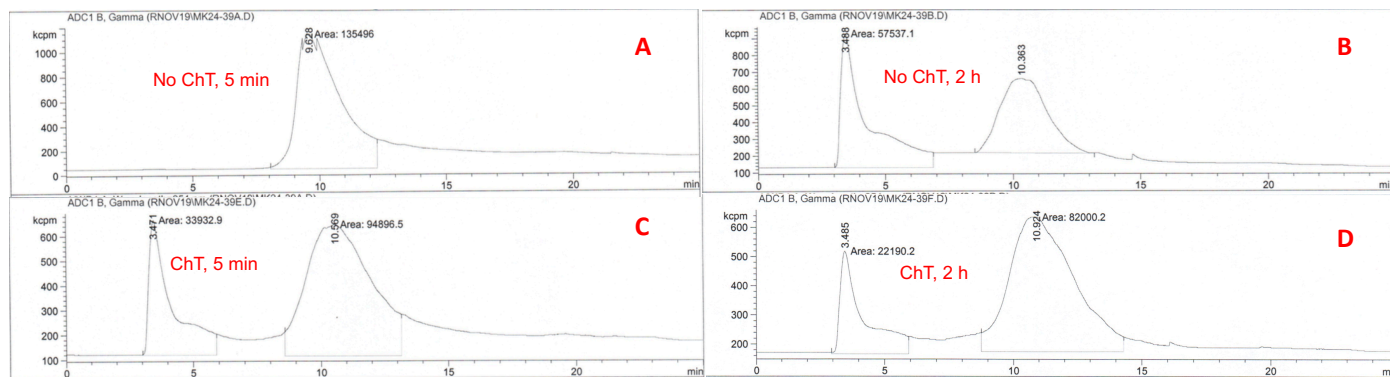 ADC1 B, Gamma (RNOV19\MK24-39A.D)
kcpm
1000
800
600
400
200
0
9.628
Area: 135496
No ChT, 5 min
A
0
5
10
15
20
min
ADC1 B, Gamma (RNOV19\MK24-39B.D)
kcpm
800
700
600
500
400
300
200
100
3.488
Area: 57537.1
10.363
No ChT, 2 h
B
0
5
10
15
20
min
ADC1 B, Gamma (RNOV19\MK24-39E.D)
kcpm
600
500
400
300
200
100
3.471
Area: 33932.9
10.569
Area: 94896.5
ChT, 5 min
C
0
5
10
15
20
min
ADC1 B, Gamma (RNOV19\MK24-39F.D)
kcpm
600
500
400
300
200
3.485
Area: 22190.2
10.924
Area: 82000.2
ChT, 2 h
D
0
5
10
15
20
min